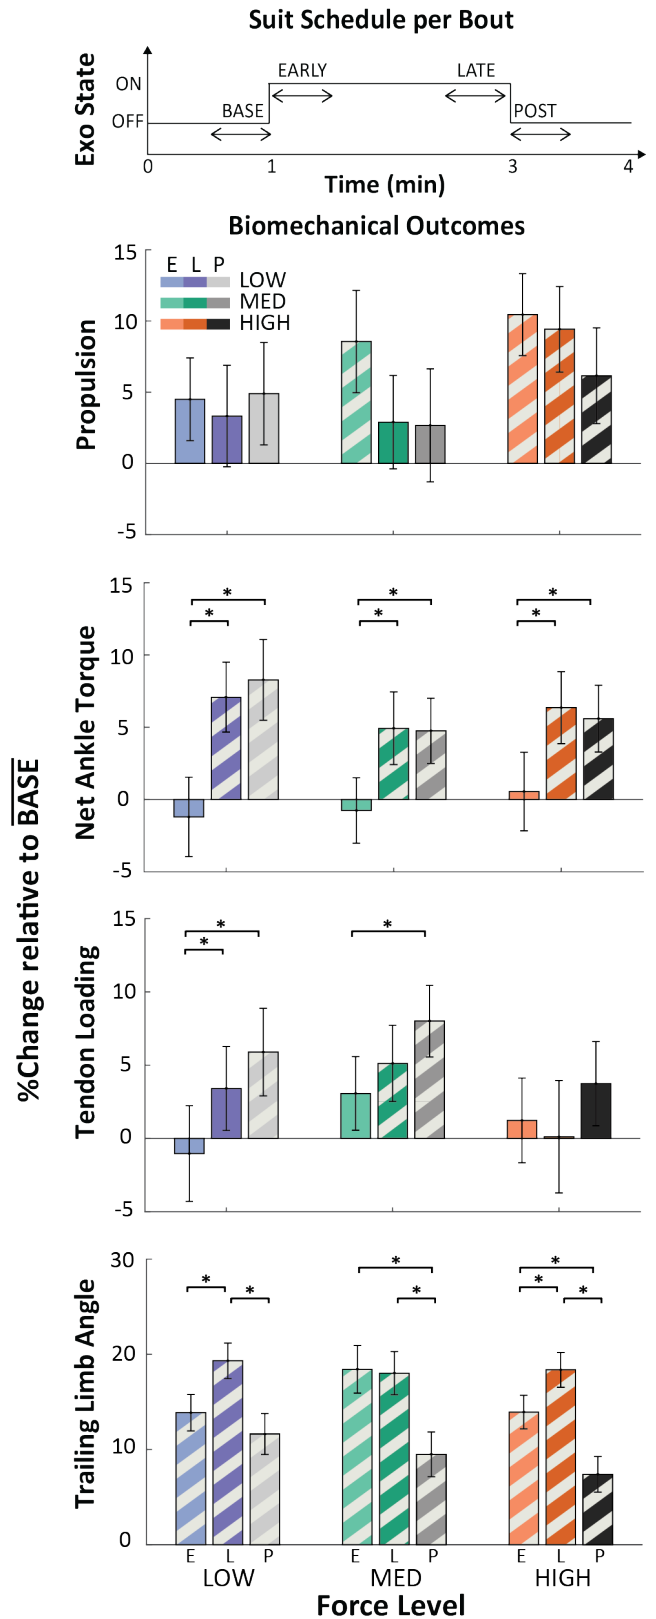 Suit Schedule per Bout
Exo State
ON
OFF
EARLY
LATE
BASE
POST
0
1
3
4
Time (min)
Biomechanical Outcomes
%Change relative to BASE
Propulsion
15
10
5
0
-5
E L P
LOW
MED
HIGH
Net Ankle Torque
15
10
5
0
-5
* *
* *
* *
Tendon Loading
15
10
5
0
-5
* *
*
Trailing Limb Angle
30
20
10
0
* *
* *
* * *
E L P
E L P
E L P
LOW
MED
HIGH
Force Level